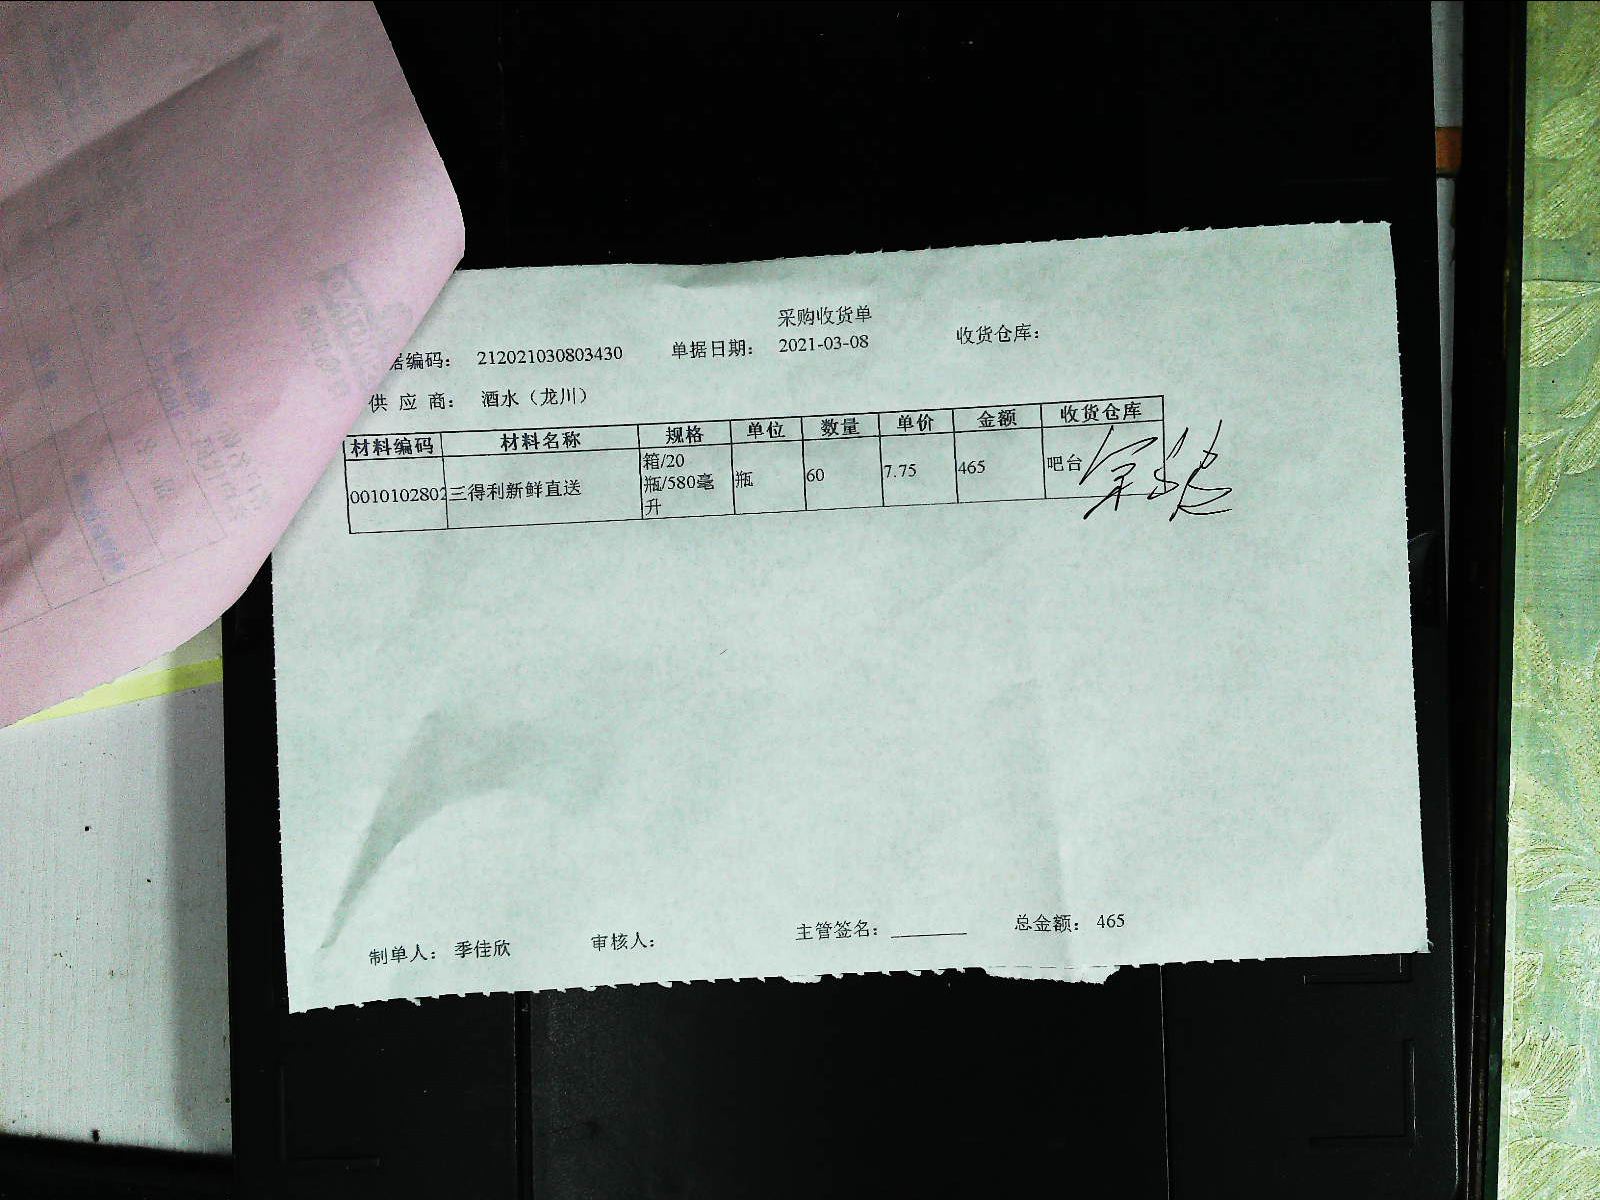 采购收货单
据编码： 212021030803430 单据日期： 2021-03-08 收货仓库：
供 应 商： 酒水（龙川）
材料编码 材料名称 规格 单位 数量 单价 金额 收货仓库
0010102802 三得利新鲜直送 箱/20瓶/580毫升 瓶 60 7.75 465 吧台
制单人： 季佳欣 审核人： 主管签名：________ 总金额： 465